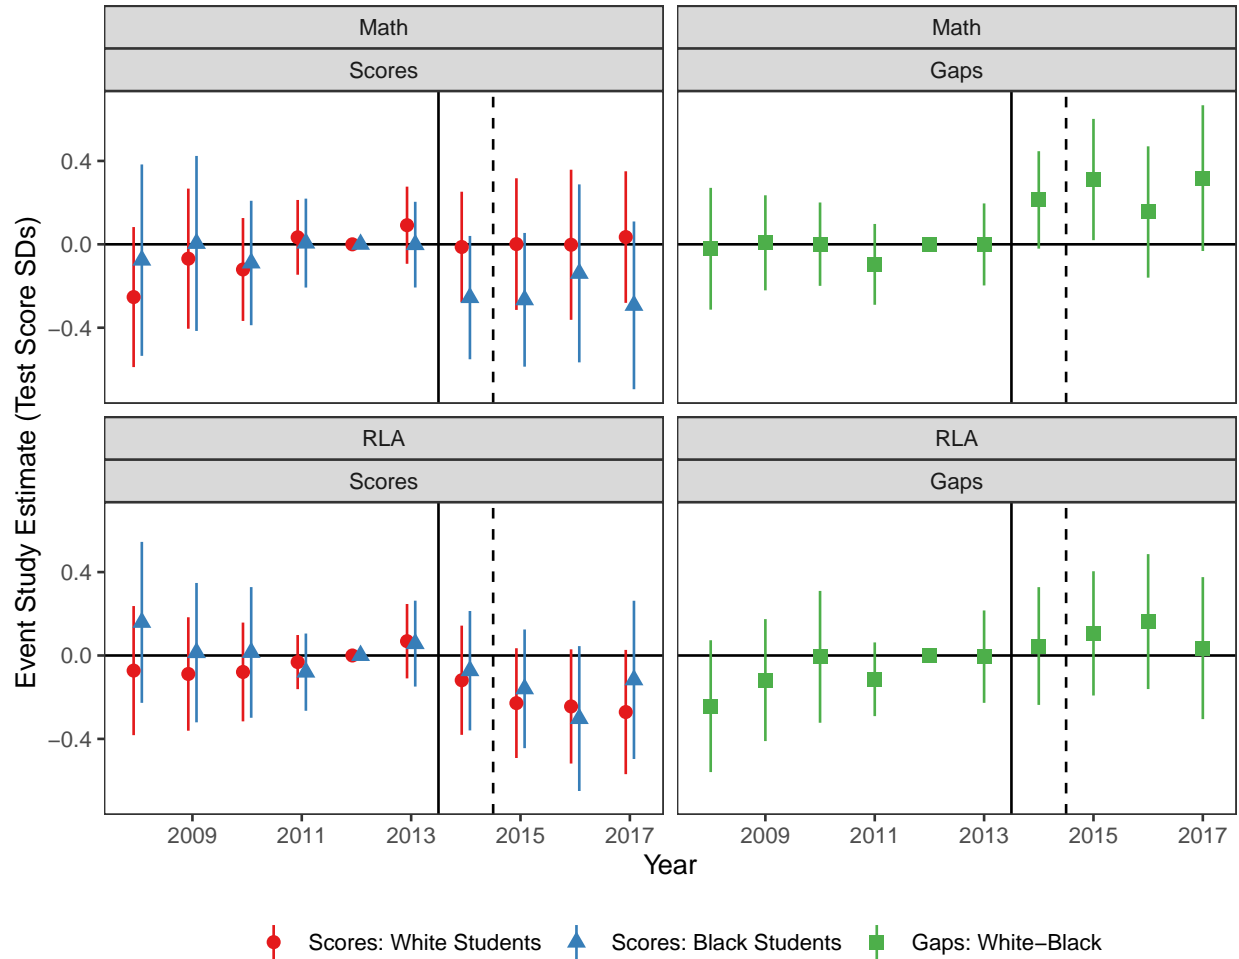 Math
Math
Scores
Gaps
0.4
0.0
−0.4
RLA
RLA
Scores
Gaps
0.4
0.0
−0.4
Event Study Estimate (Test Score SDs)
2009 2011 2013 2015 2017
2009 2011 2013 2015 2017
Year
Scores: White Students Scores: Black Students Gaps: White−Black